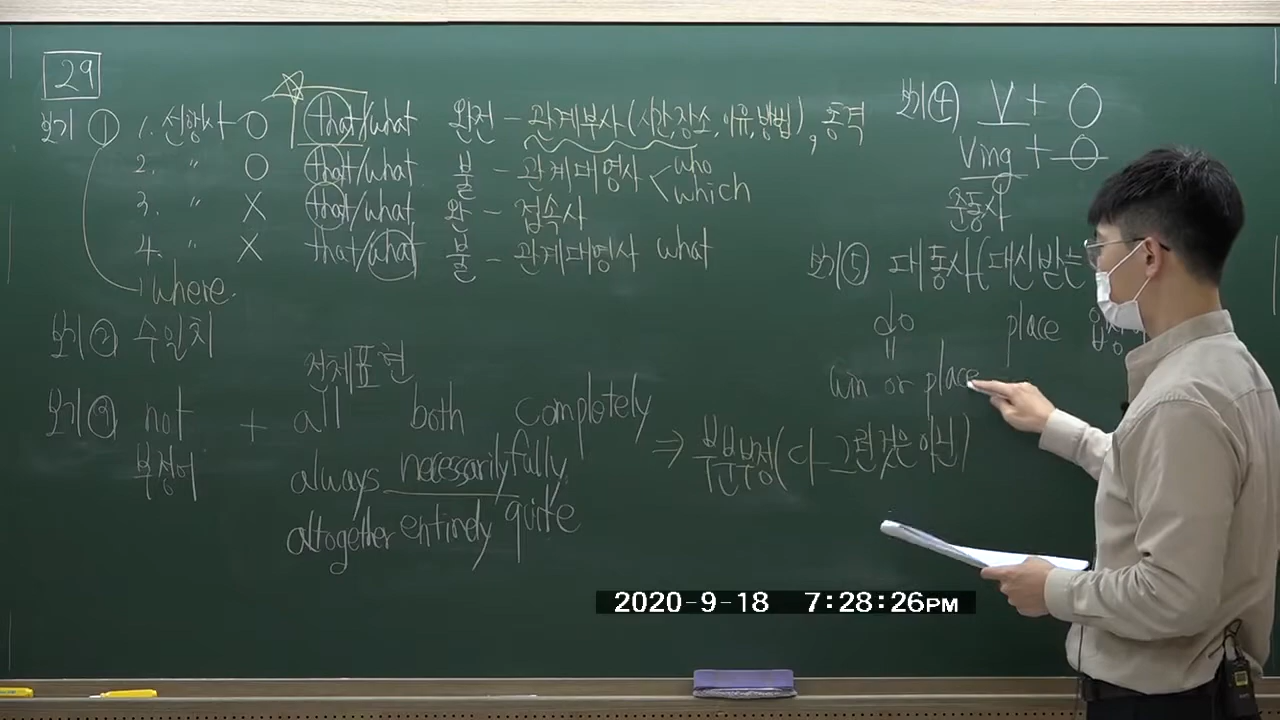 29
보기 ① 1. 선행사 O that/what 완전 - 관계부사(시간,장소,이유,방법), 동격
2. " O that/what 불 - 관계대명사 < who which
3. " X that/what 완 - 접속사
4. " X that/what 불 - 관계대명사 what
where.
보기 ② 수일치
보기 ③ not + all both completely
전체표현
부정어
always necessarily fully
altogether entirely quite
⇒ 부분부정(다 그런것은 아닌)
보기 ④ V + O
Ving + O
준동사
보기 ⑤ 대동사(대신받는
do place
win or place
2020-9-18 7:28:26PM